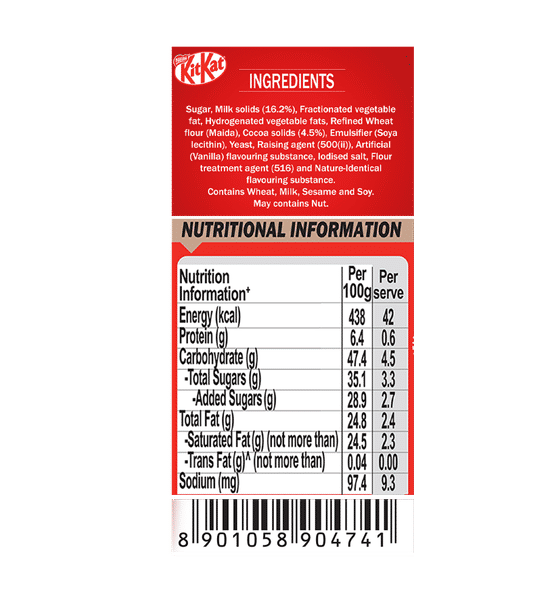 Nestle
KitKat
INGREDIENTS
Sugar, Milk solids (16.2%), Fractionated vegetable
fat, Hydrogenated vegetable fats, Refined Wheat
flour (Maida), Cocoa solids (4.5%), Emulsifier (Soya
lecithin), Yeast, Raising agent (500(ii)), Artificial
(Vanilla) flavouring substance, Iodised salt, Flour
treatment agent (516) and Nature-Identical
flavouring substance.
Contains Wheat, Milk, Sesame and Soy.
May contains Nut.
NUTRITIONAL INFORMATION
Nutrition Information+ Per 100g Per serve
Energy (kcal) 438 42
Protein (g) 6.4 0.6
Carbohydrate (g) 47.4 4.5
-Total Sugars (g) 35.1 3.3
-Added Sugars (g) 28.9 2.7
Total Fat (g) 24.8 2.4
-Saturated Fat (g) (not more than) 24.5 2.3
-Trans Fat (g)^ (not more than) 0.04 0.00
Sodium (mg) 97.4 9.3
8 901058 904741